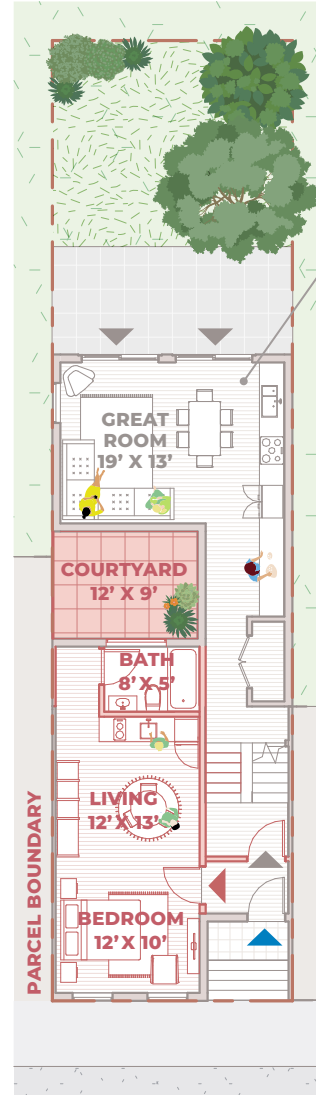 GREAT
ROOM
19’ X 13’
COURTYARD
12’ X 9’
BATH
8’ X 5’
LIVING
12’ X 13’
BEDROOM
12’ X 10’
PARCEL BOUNDARY